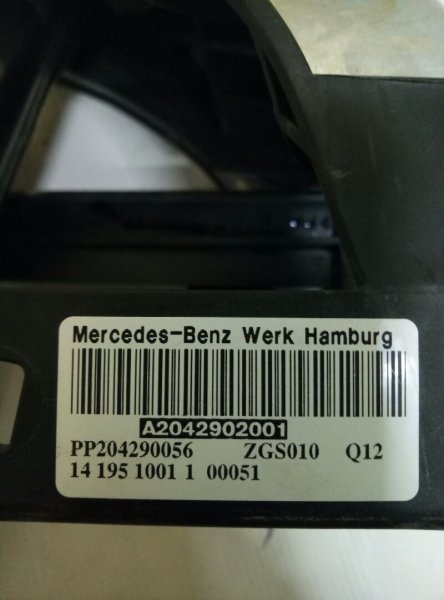 Mercedes-Benz Werk Hamburg
A2042902001
PP204290056 ZGS010 Q12
14 195 1001 1 00051